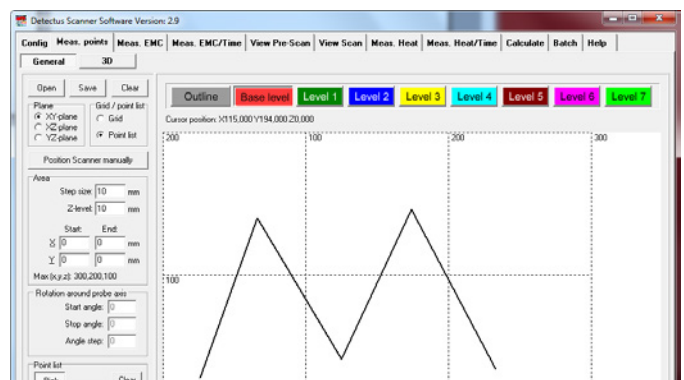 Detectus Scanner Software Version: 2.9
Config Meas. points Meas. EMC Meas. EMC/Time View Pre-Scan View Scan Meas. Heat Meas. Heat/Time Calculate Batch Help
General 3D
Open Save Clear
Outline Base level Level 1 Level 2 Level 3 Level 4 Level 5 Level 6 Level 7
Plane Grid / point list
XY-plane Grid
XZ-plane
YZ-plane Point list
Cursor position: X115,000 Y194,000 Z0,000
Position Scanner manually
200 100 200 300
Area
Step size: 10 mm
Z-level: 10 mm
Start: End:
X 0 0 mm
Y 0 0 mm
Max (x,y,z): 300,200,100
100
Rotation around probe axis
Start angle: 0
Stop angle: 0
Angle step: 0
Point list
Clear